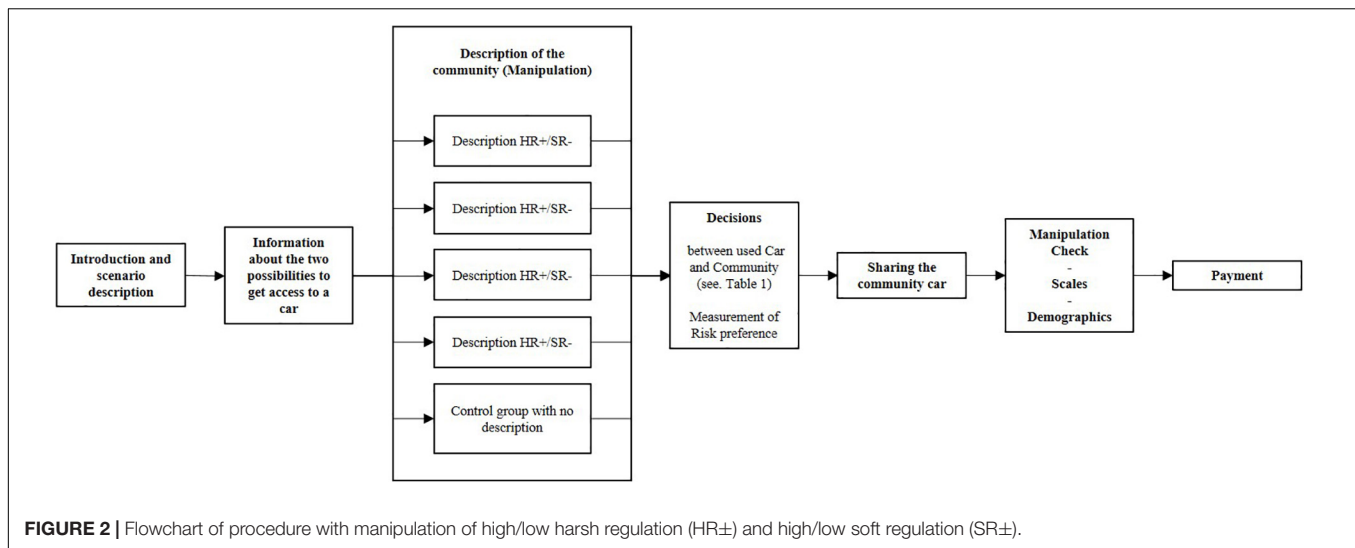 Introduction and
scenario
description
Information
about the two
possibilities to
get access to a
car
Description of the
community (Manipulation)
Description HR+/SR-
Description HR+/SR-
Description HR+/SR-
Description HR+/SR-
Control group with no
description
Decisions
between used Car
and Community
(see. Table 1)
Measurement of
Risk preference
Sharing the
community car
Manipulation
Check
-
Scales
-
Demographics
Payment
FIGURE 2 | Flowchart of procedure with manipulation of high/low harsh regulation (HR±) and high/low soft regulation (SR±).